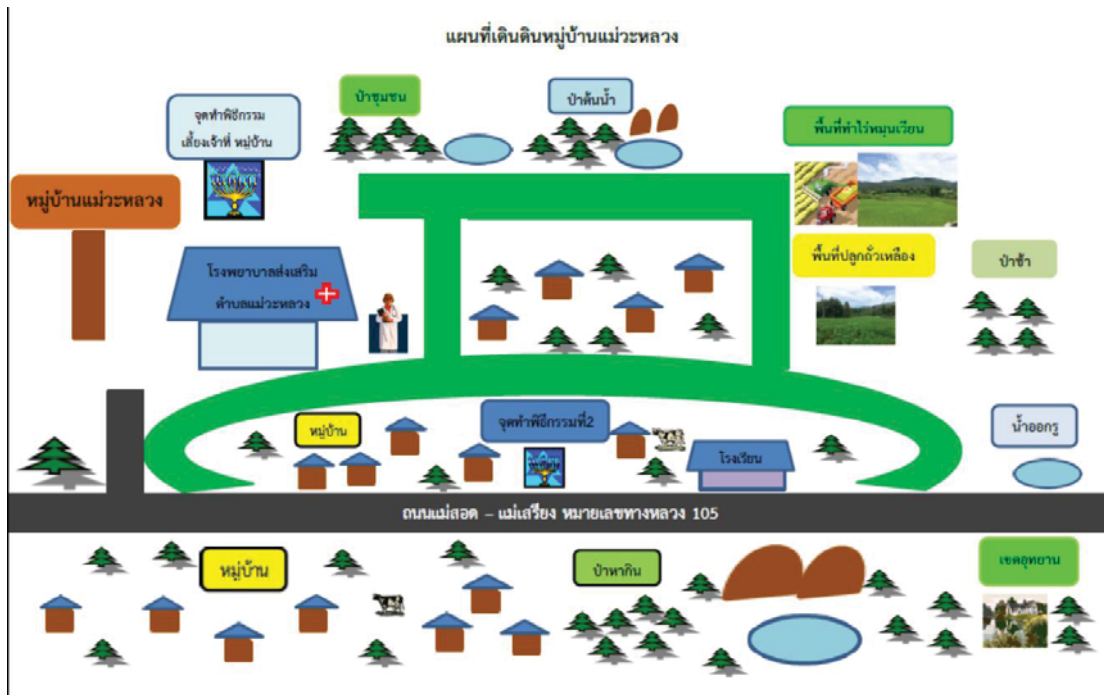 แผนที่เดินดินหมู่บ้านแม่วะหลวง
จุดทำพิธีกรรม
เลี้ยงเจ้าที่ หมู่บ้าน
ป่าชุมชน
ป่าต้นน้ำ
พื้นที่ทำไร่หมุนเวียน
หมู่บ้านแม่วะหลวง
โรงพยาบาลส่งเสริม
ตำบลแม่วะหลวง
พื้นที่ปลูกถั่วเหลือง
ป่าช้า
หมู่บ้าน
จุดทำพิธีกรรมที่2
โรงเรียน
น้ำออกรู
ถนนแม่สอด – แม่เสรียง หมายเลขทางหลวง 105
หมู่บ้าน
ป่าหากิน
เขตอุทยาน